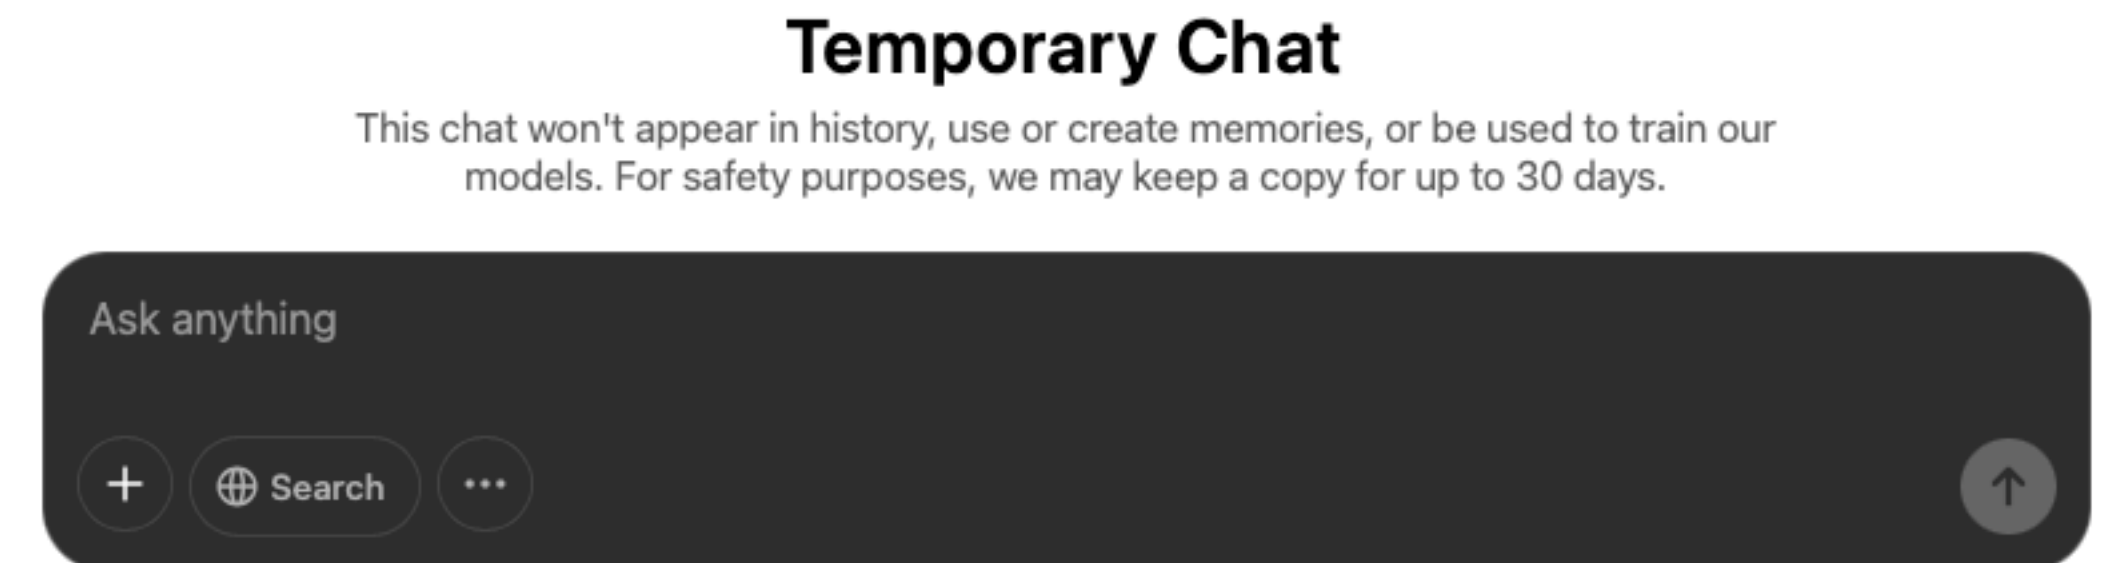 Temporary Chat
This chat won't appear in history, use or create memories, or be used to train our
models. For safety purposes, we may keep a copy for up to 30 days.
Ask anything
Search